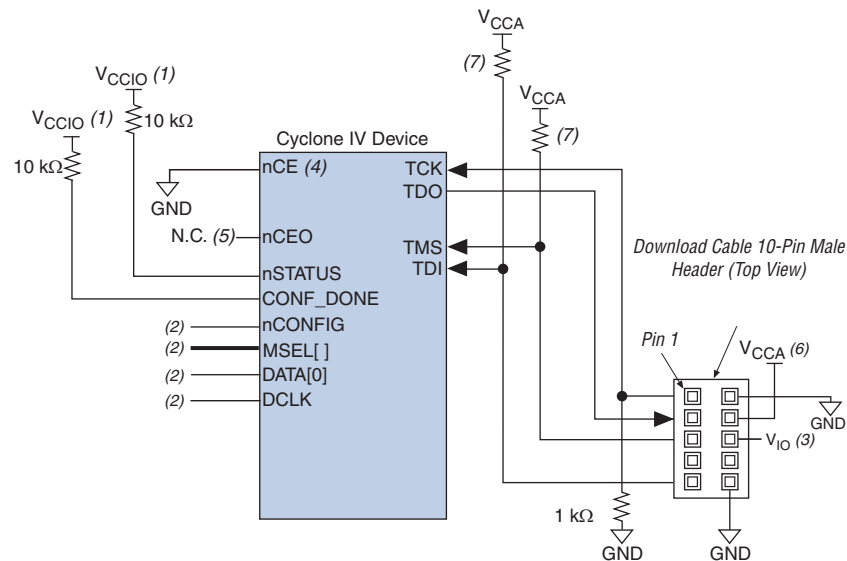 VCCA
(7)
VCCIO (1)
VCCA
VCCIO (1)
10 kΩ
(7)
10 kΩ
Cyclone IV Device
nCE (4)
TCK
GND
TDO
N.C. (5)
nCEO
TMS
Download Cable 10-Pin Male
Header (Top View)
nSTATUS
TDI
CONF_DONE
(2)
nCONFIG
(2)
MSEL[ ]
(2)
DATA[0]
(2)
DCLK
Pin 1
VCCA (6)
GND
VIO (3)
1 kΩ
GND
GND